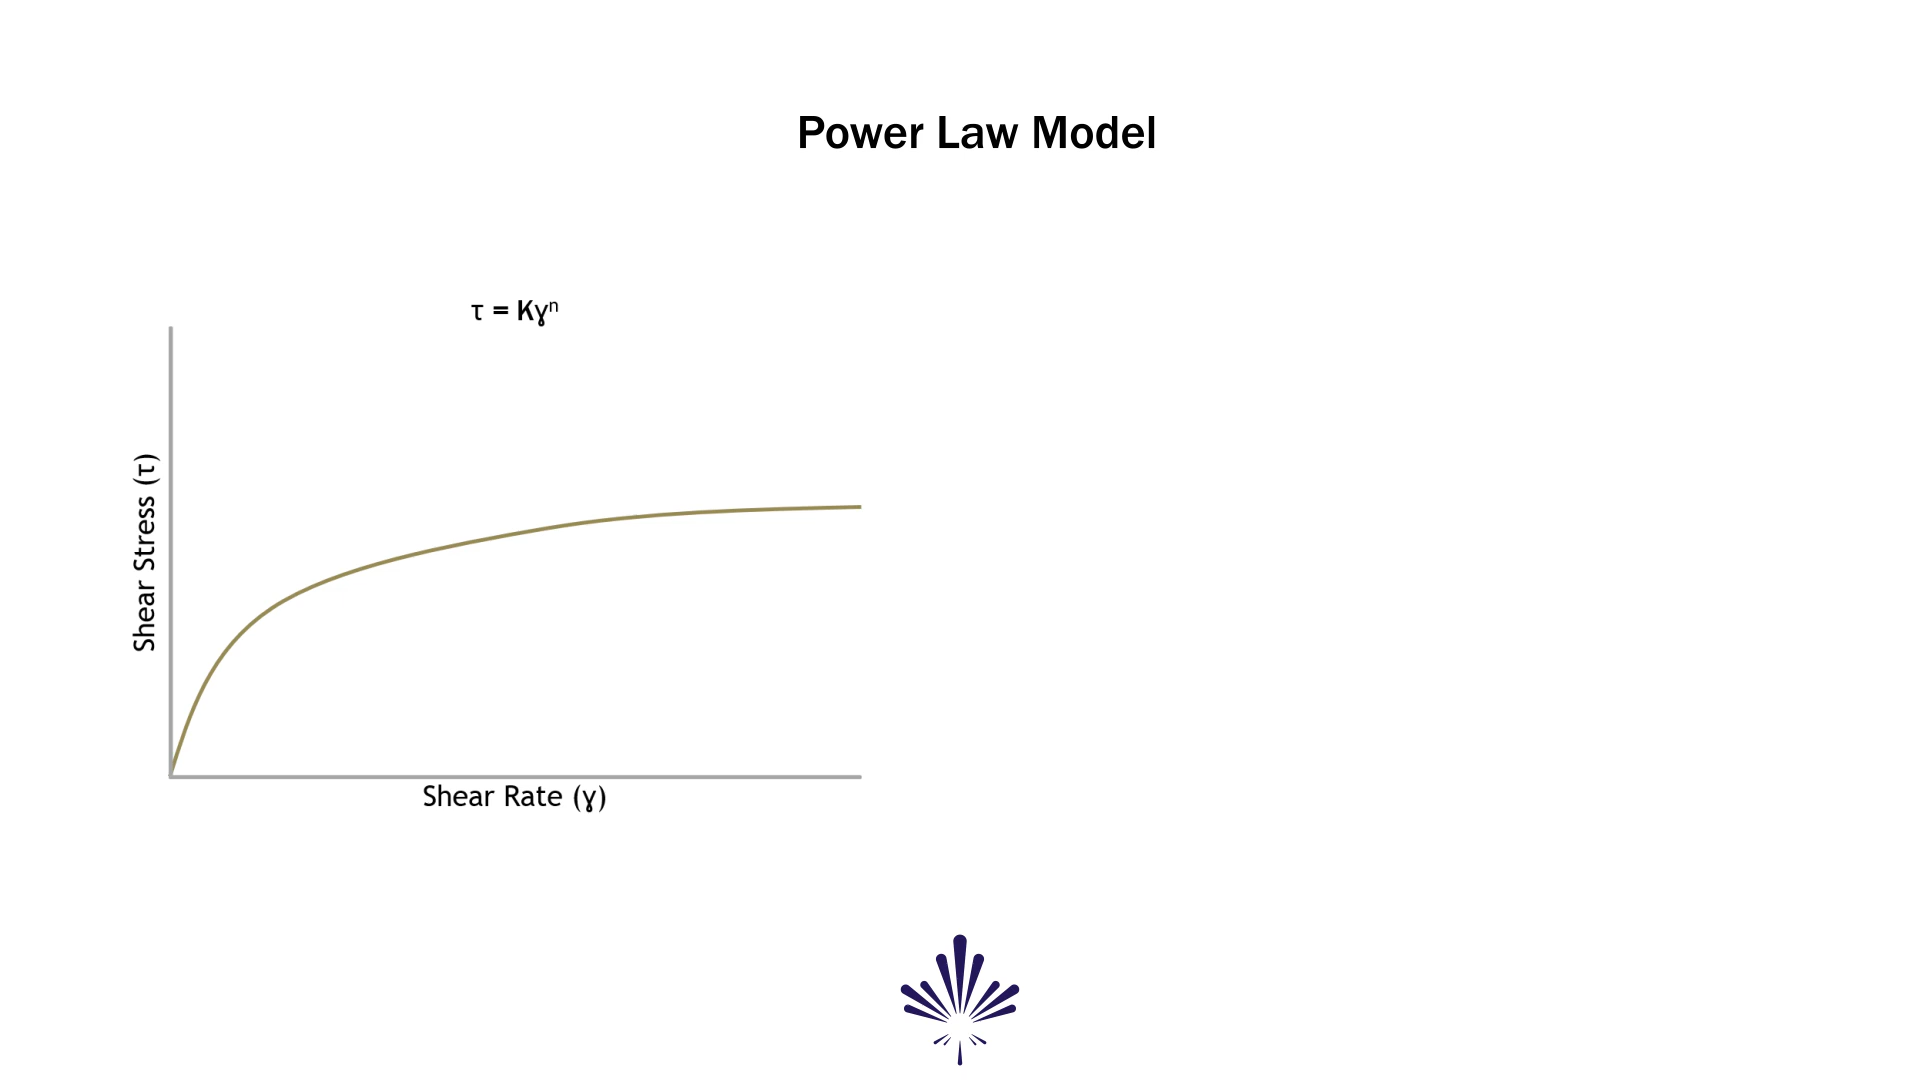 Power Law Model
τ = Kɣⁿ
Shear Stress (τ)
Shear Rate (ɣ)